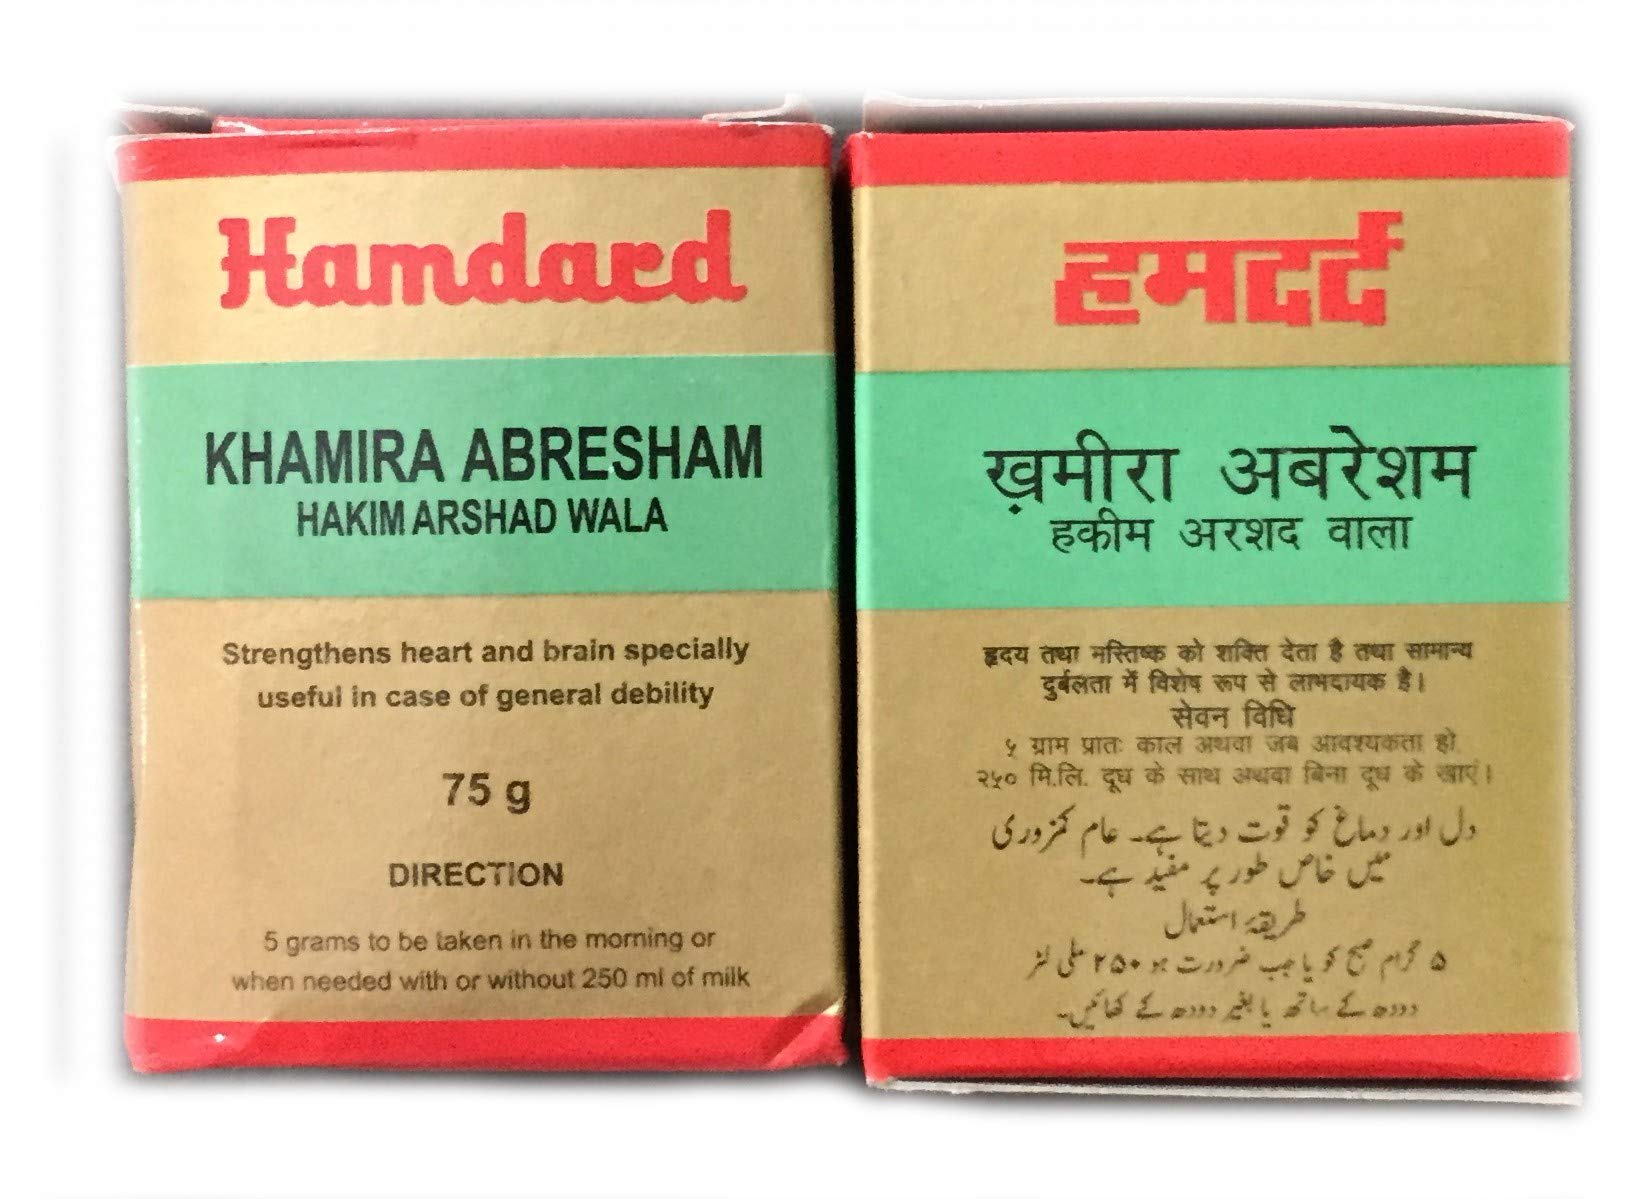 Hamdard
KHAMIRA ABRESHAM
HAKIM ARSHAD WALA
Strengthens heart and brain specially
useful in case of general debility
75 g
DIRECTION
5 grams to be taken in the morning or
when needed with or without 250 ml of milk
हमदर्द
ख़मीरा अबरेशम
हकीम अरशद वाला
हृदय तथा मस्तिष्क को शक्ति देता है तथा सामान्य
दुर्बलता में विशेष रूप से लाभदायक है।
सेवन विधि
५ ग्राम प्रातः काल अथवा जब आवश्यकता हो
२५० मि.लि. दूध के साथ अथवा बिना दूध के खाएं।
دل اور دماغ کو قوت دیتا ہے۔ عام کمزوری
میں خاص طور پر مفید ہے۔
طریقۂ استعمال
۵ گرام صبح کو یا جب ضرورت ہو ۲۵۰ ملی لٹر
دودھ کے ساتھ یا بغیر دودھ کے کھائیں۔